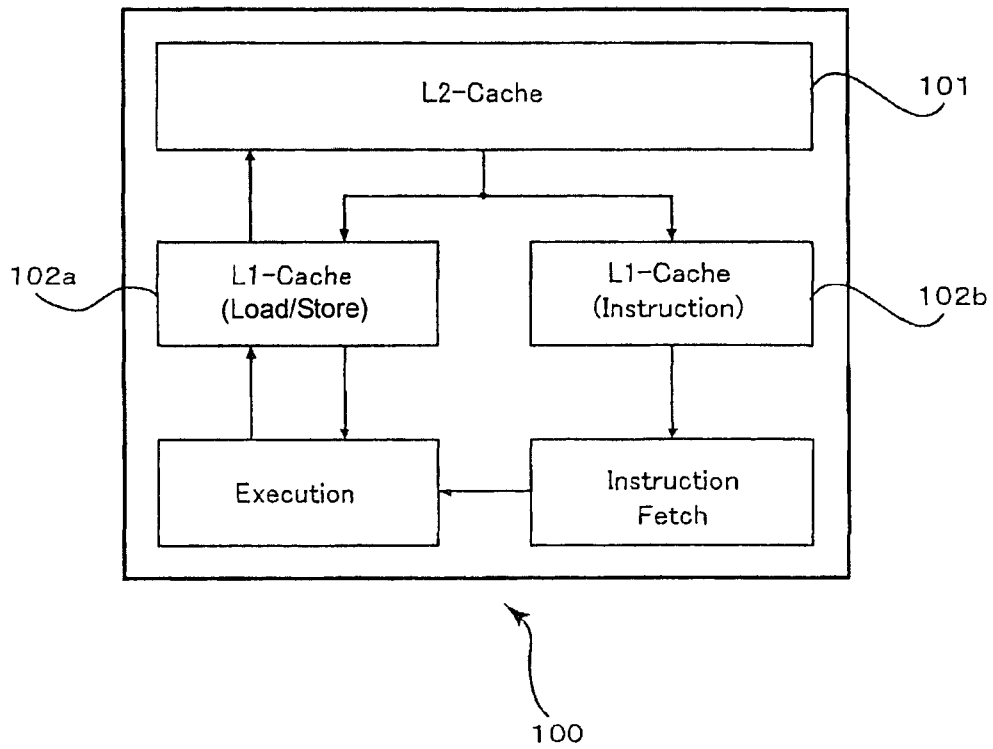 L2-Cache
101
L1-Cache
(Load/Store)
102a
L1-Cache
(Instruction)
102b
Execution
Instruction
Fetch
100